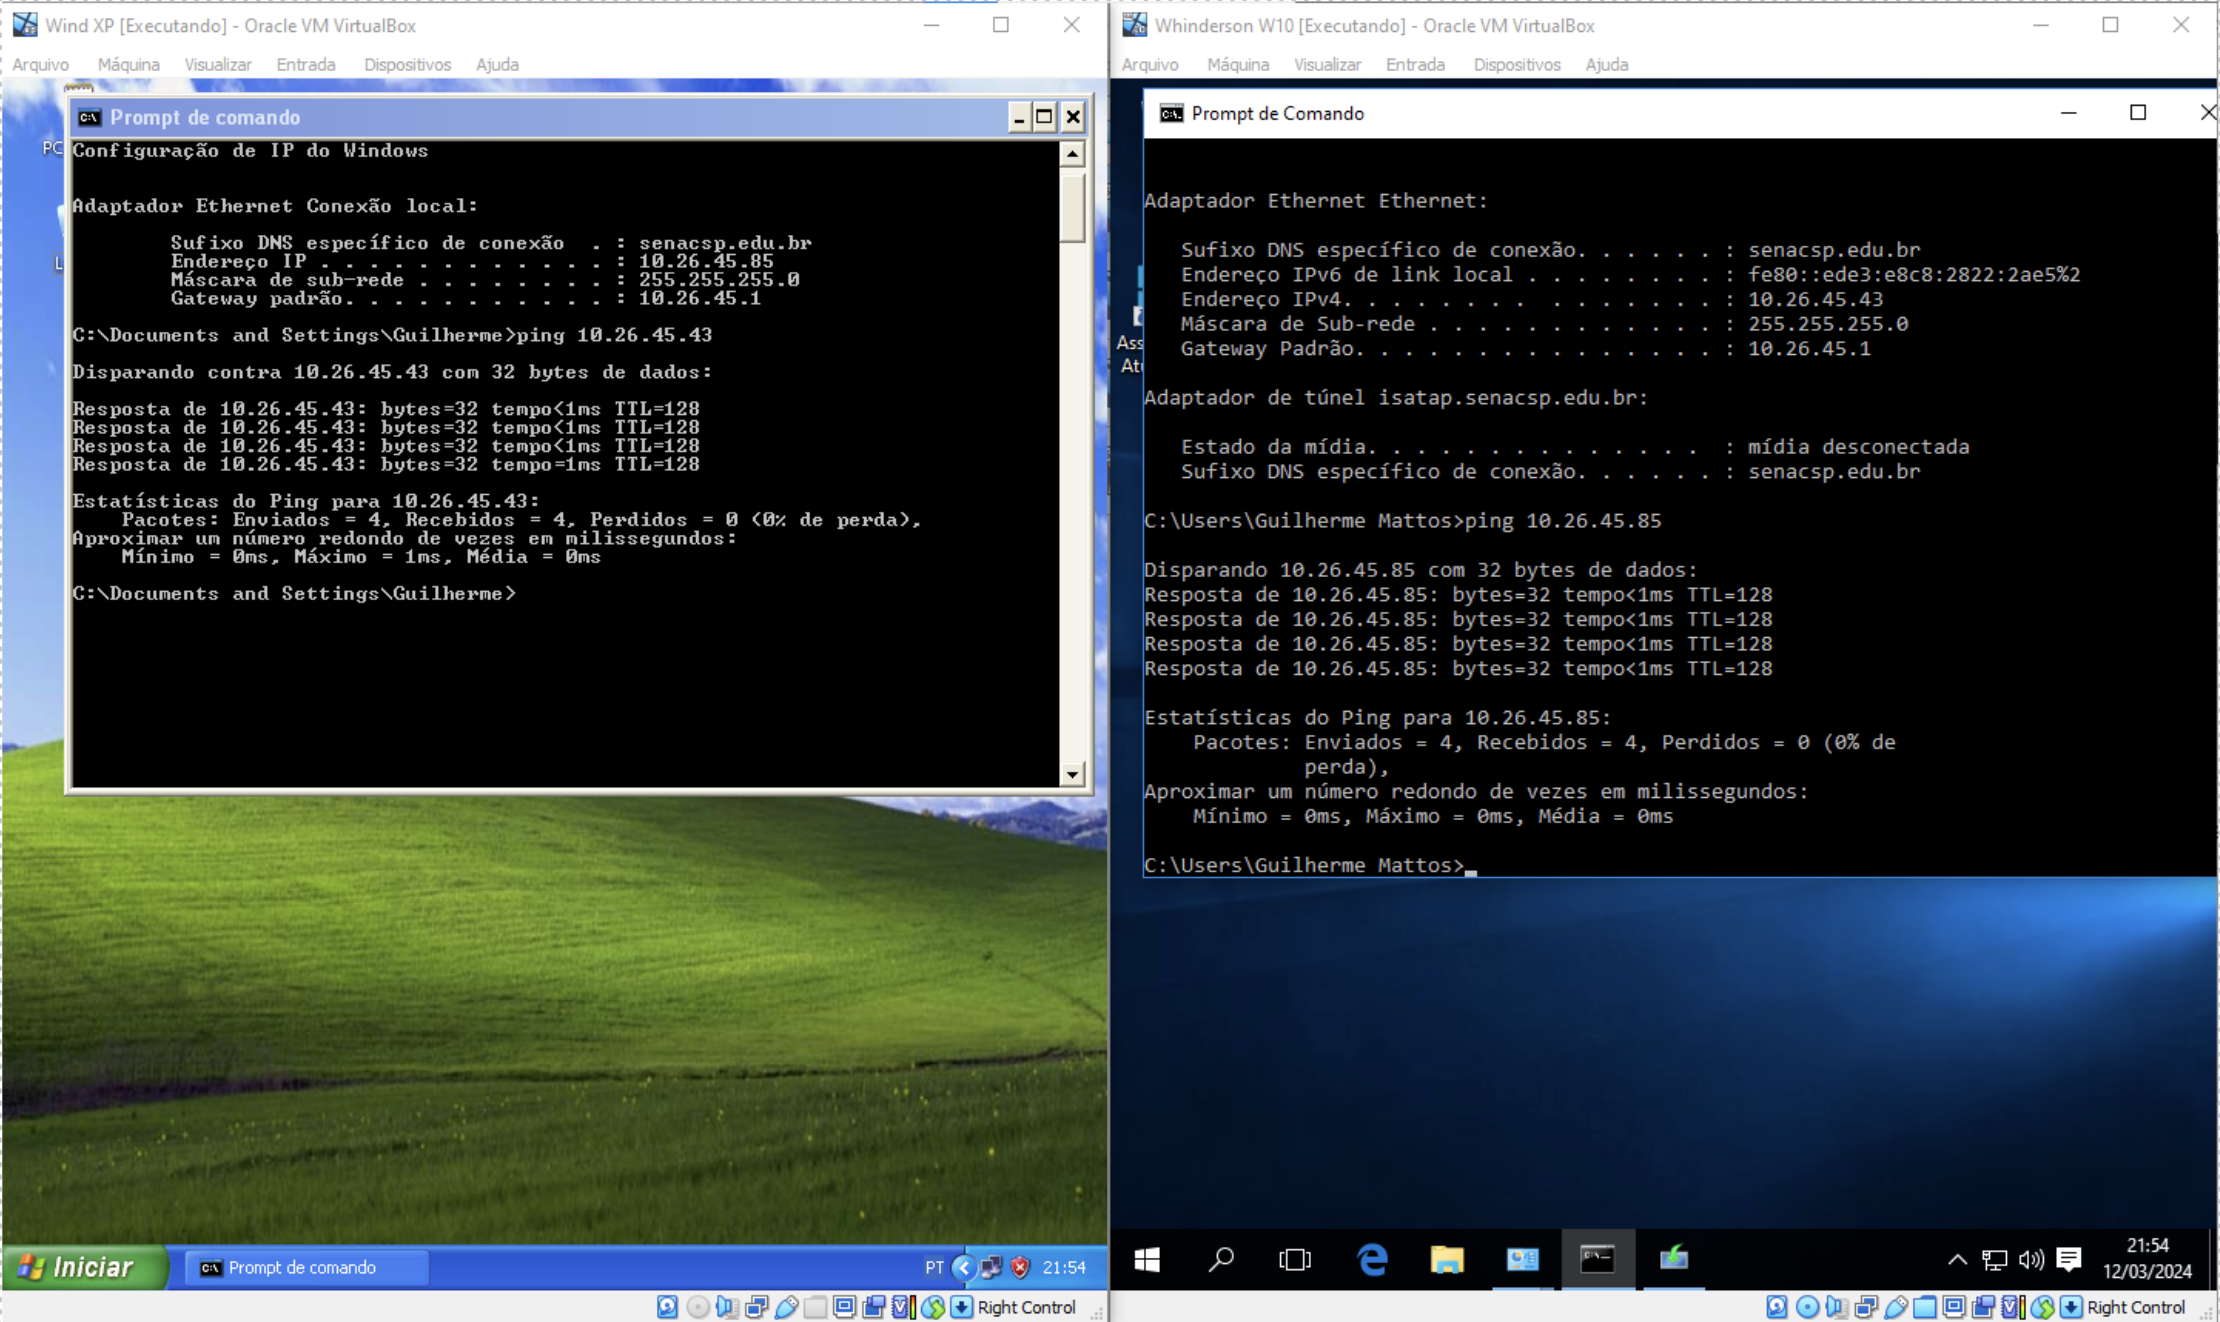 Wind XP [Executando] - Oracle VM VirtualBox
Arquivo Máquina Visualizar Entrada Dispositivos Ajuda
Prompt de comando
PC
Configuração de IP do Windows
Adaptador Ethernet Conexão local:
Sufixo DNS específico de conexão . : senacsp.edu.br
Endereço IP . . . . . . . . . . . . : 10.26.45.85
Máscara de sub-rede . . . . . . . . : 255.255.255.0
Gateway padrão. . . . . . . . . . . : 10.26.45.1
C:\Documents and Settings\Guilherme>ping 10.26.45.43
Disparando contra 10.26.45.43 com 32 bytes de dados:
Resposta de 10.26.45.43: bytes=32 tempo<1ms TTL=128
Resposta de 10.26.45.43: bytes=32 tempo<1ms TTL=128
Resposta de 10.26.45.43: bytes=32 tempo<1ms TTL=128
Resposta de 10.26.45.43: bytes=32 tempo=1ms TTL=128
Estatísticas do Ping para 10.26.45.43:
Pacotes: Enviados = 4, Recebidos = 4, Perdidos = 0 (0% de perda),
Aproximar um número redondo de vezes em milissegundos:
Mínimo = 0ms, Máximo = 1ms, Média = 0ms
C:\Documents and Settings\Guilherme>
Iniciar
Prompt de comando
PT
21:54
Right Control
Whinderson W10 [Executando] - Oracle VM VirtualBox
Arquivo Máquina Visualizar Entrada Dispositivos Ajuda
Prompt de Comando
Ass
At
Adaptador Ethernet Ethernet:
Sufixo DNS específico de conexão. . . . . . : senacsp.edu.br
Endereço IPv6 de link local . . . . . . . . : fe80::ede3:e8c8:2822:2ae5%2
Endereço IPv4. . . . . . . . . . . . . . . : 10.26.45.43
Máscara de Sub-rede . . . . . . . . . . . . : 255.255.255.0
Gateway Padrão. . . . . . . . . . . . . . . : 10.26.45.1
Adaptador de túnel isatap.senacsp.edu.br:
Estado da mídia. . . . . . . . . . . . . . : mídia desconectada
Sufixo DNS específico de conexão. . . . . . : senacsp.edu.br
C:\Users\Guilherme Mattos>ping 10.26.45.85
Disparando 10.26.45.85 com 32 bytes de dados:
Resposta de 10.26.45.85: bytes=32 tempo<1ms TTL=128
Resposta de 10.26.45.85: bytes=32 tempo<1ms TTL=128
Resposta de 10.26.45.85: bytes=32 tempo<1ms TTL=128
Resposta de 10.26.45.85: bytes=32 tempo<1ms TTL=128
Estatísticas do Ping para 10.26.45.85:
Pacotes: Enviados = 4, Recebidos = 4, Perdidos = 0 (0% de
perda),
Aproximar um número redondo de vezes em milissegundos:
Mínimo = 0ms, Máximo = 0ms, Média = 0ms
C:\Users\Guilherme Mattos>_
21:54
12/03/2024
Right Control